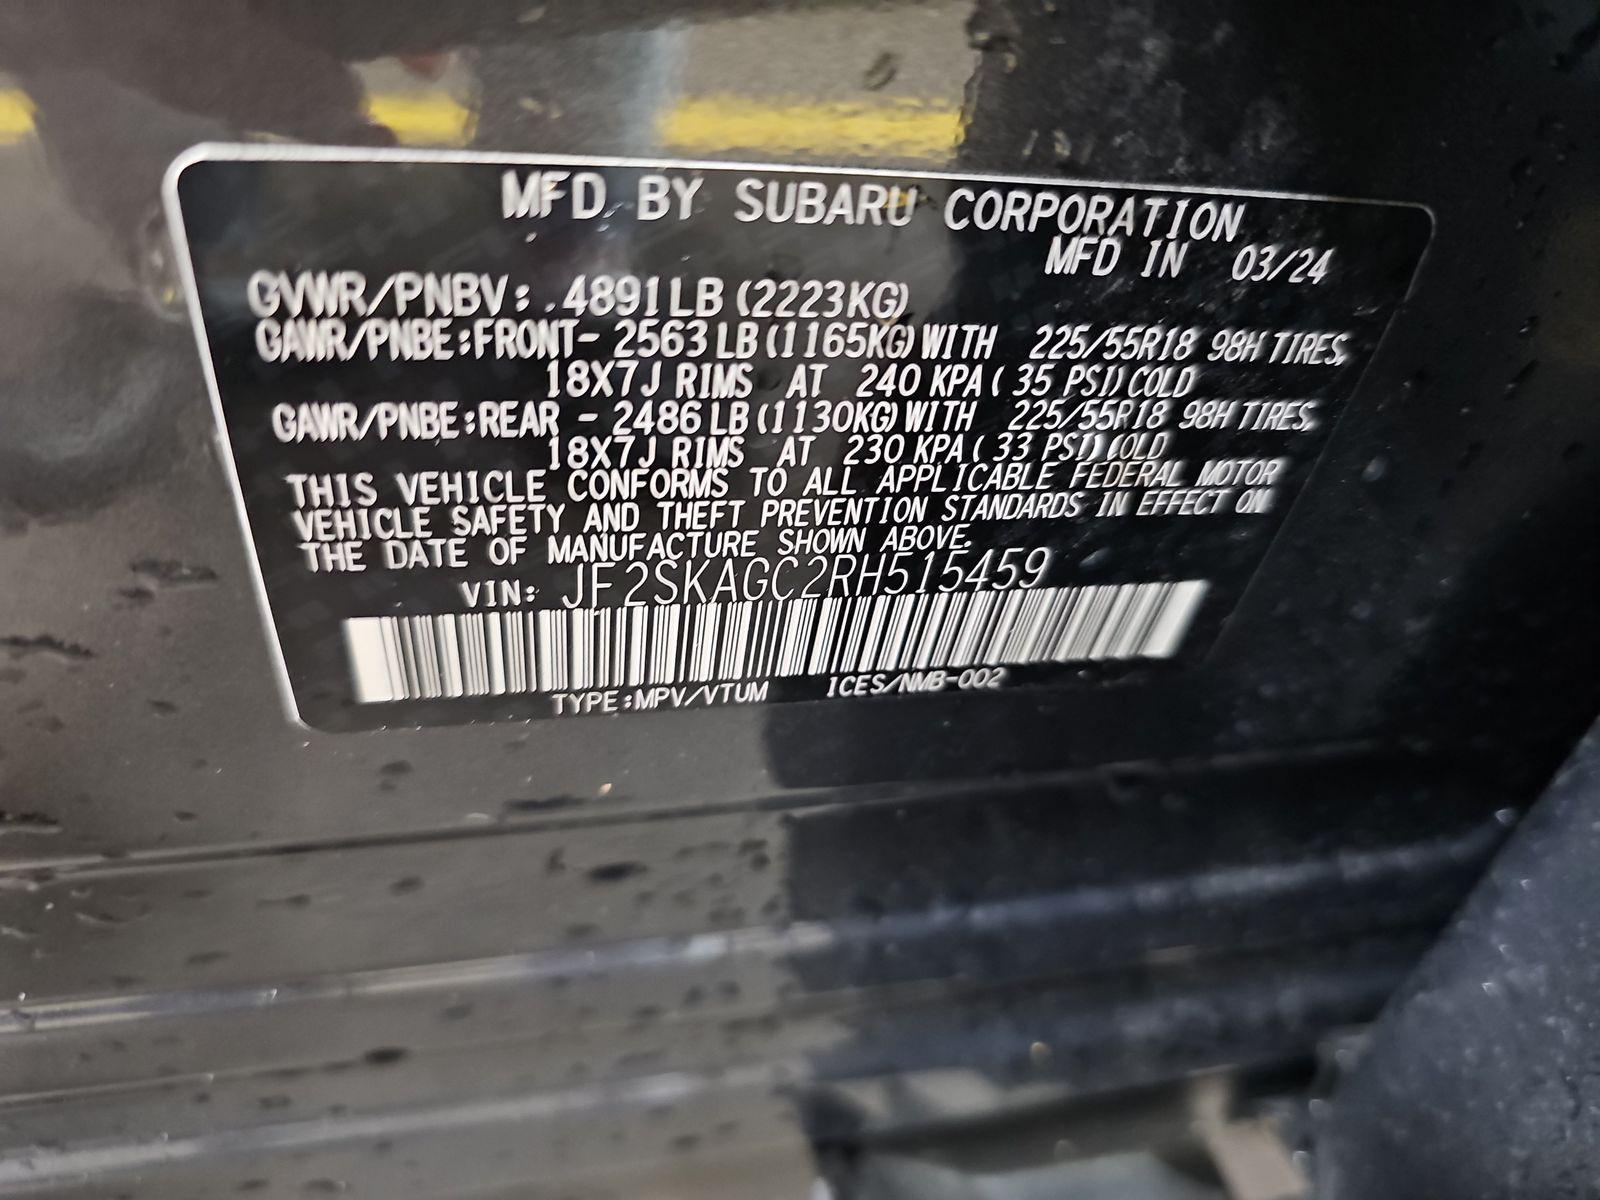 MFD. BY SUBARU CORPORATION
MFD IN 03/24
GVWR/PNBV: 4891LB (2223KG)
GAWR/PNBE:FRONT- 2563 LB (1165KG) WITH 225/55R18 98H TIRES,
18X7J RIMS AT 240 KPA ( 35 PSI) COLD
GAWR/PNBE:REAR - 2486 LB (1130KG) WITH 225/55R18 98H TIRES,
18X7J RIMS AT 230 KPA ( 33 PSI) COLD
THIS VEHICLE CONFORMS TO ALL APPLICABLE FEDERAL MOTOR
VEHICLE SAFETY AND THEFT PREVENTION STANDARDS IN EFFECT ON
THE DATE OF MANUFACTURE SHOWN ABOVE.
VIN: JF2SKAGC2RH515459
TYPE:MPV/VTUM ICES/NMB-002